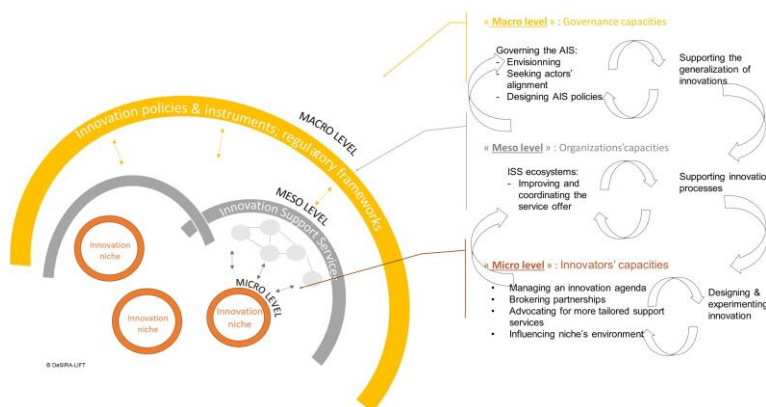 Innovation policies & instruments; regulatory frameworks
MACRO LEVEL
MESO LEVEL
Innovation Support Service
MICRO LEVEL
Innovation
niche
Innovation
niche
Innovation
niche
© DeSIRA-LIFT
« Macro level » : Governance capacities
Governing the AIS:
- Envisionning
- Seeking actors'
alignment
- Designing AIS policies
Supporting the
generalization of
innovations
« Meso level » : Organizations'capacities
ISS ecosystems:
- Improving and
coordinating the
service offer
Supporting innovation
processes
« Micro level » : Innovators' capacities
• Managing an innovation agenda
• Brokering partnerships
• Advocating for more tailored support
services
• Influencing niche's environment
Designing &
experimenting
innovation